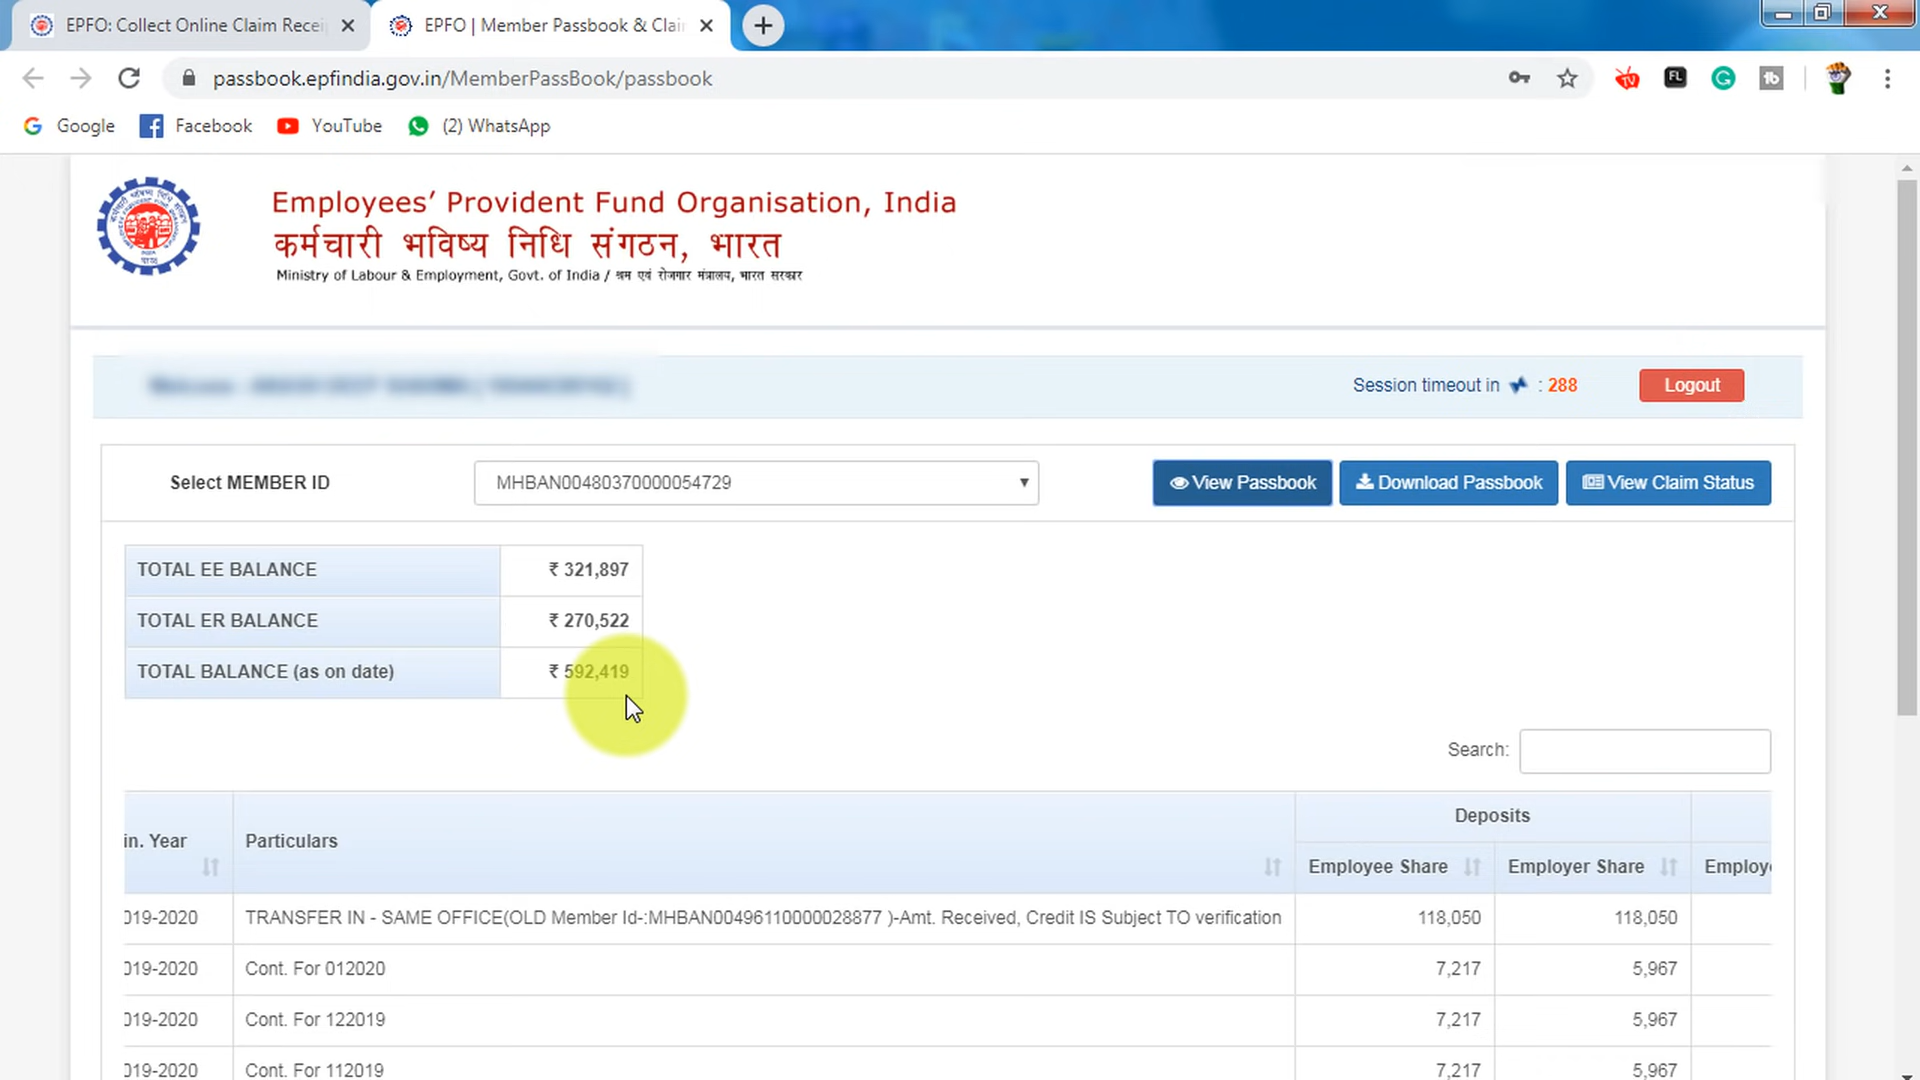 EPFO: Collect Online Claim Recei
EPFO | Member Passbook & Clai
passbook.epfindia.gov.in/MemberPassBook/passbook
Google Facebook YouTube (2) WhatsApp
Employees' Provident Fund Organisation, India
कर्मचारी भविष्य निधि संगठन, भारत
Ministry of Labour & Employment, Govt. of India / श्रम एवं रोजगार मंत्रालय, भारत सरकार
Session timeout in : 288 Logout
Select MEMBER ID MHBAN00480370000054729 View Passbook Download Passbook View Claim Status
TOTAL EE BALANCE ₹ 321,897
TOTAL ER BALANCE ₹ 270,522
TOTAL BALANCE (as on date) ₹ 592,419
Search:
Deposits
in. Year Particulars
Employee Share Employer Share Employe
019-2020 TRANSFER IN - SAME OFFICE(OLD Member Id-:MHBAN00496110000028877 )-Amt. Received, Credit IS Subject TO verification 118,050 118,050
019-2020 Cont. For 012020 7,217 5,967
019-2020 Cont. For 122019 7,217 5,967
019-2020 Cont. For 112019 7,217 5,967